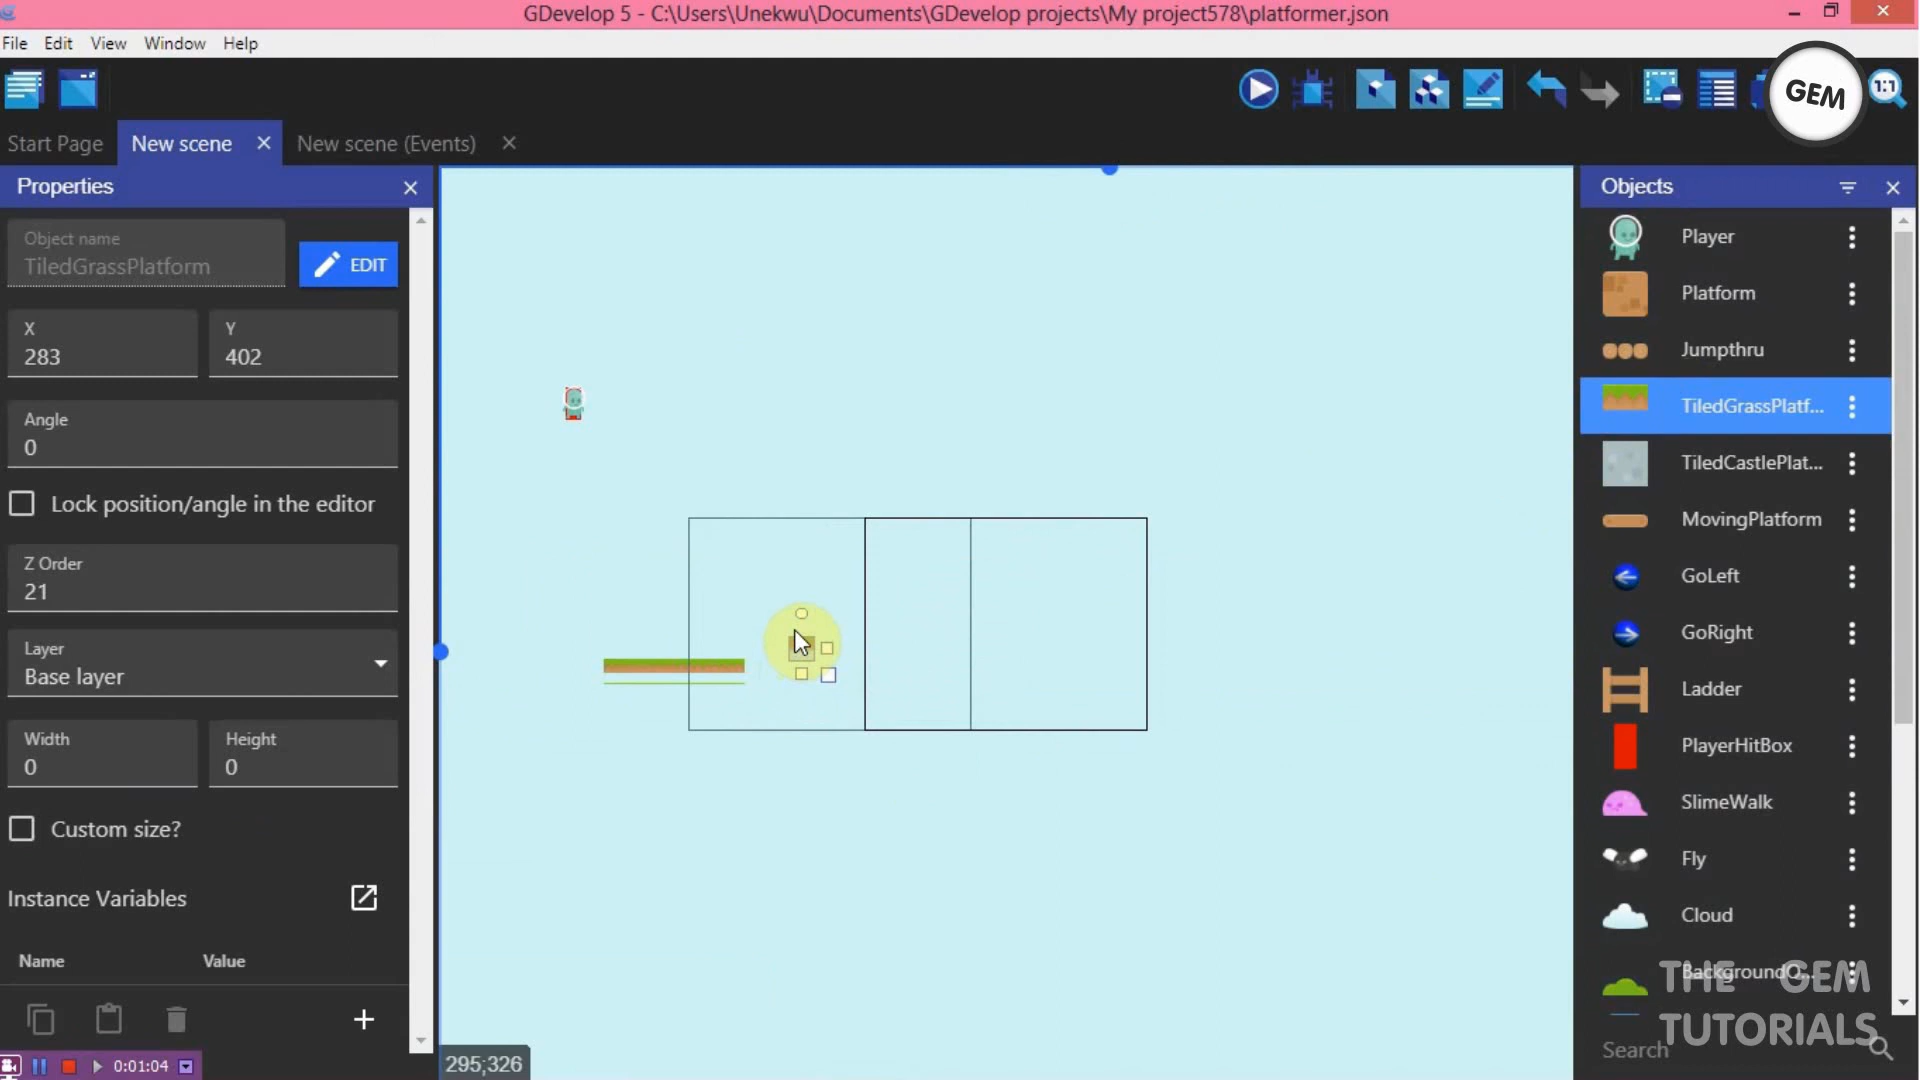 GDevelop 5 - C:\Users\Unekwu\Documents\GDevelop projects\My project578\platformer.json
File Edit View Window Help
GEM
1:1
Start Page New scene New scene (Events)
Properties
Object name
TiledGrassPlatform
EDIT
X
283
Y
402
Angle
0
Lock position/angle in the editor
Z Order
21
Layer
Base layer
Width
0
Height
0
Custom size?
Instance Variables
Name Value
0:01:04
295;326
Objects
Player
Platform
Jumpthru
TiledGrassPlatf...
TiledCastlePlat...
MovingPlatform
GoLeft
GoRight
Ladder
PlayerHitBox
SlimeWalk
Fly
Cloud
BackgroundO...
THE GEM
TUTORIALS
Search